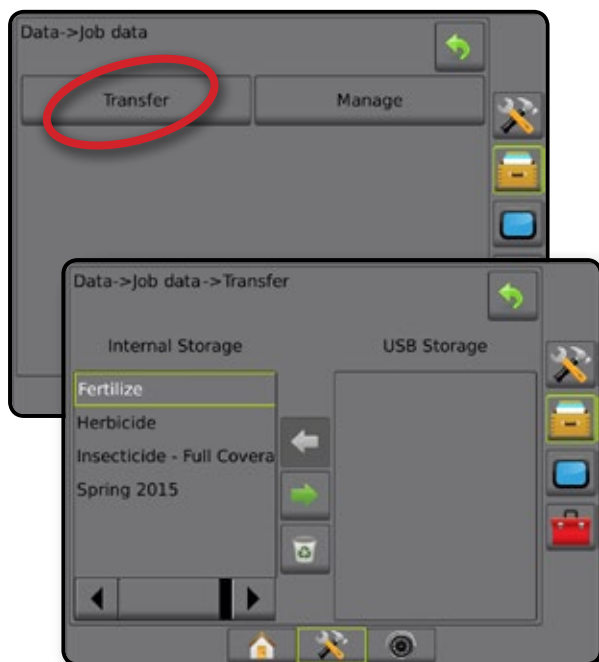 Data->Job data
Transfer
Manage
Data->Job data->Transfer
Internal Storage
USB Storage
Fertilize
Herbicide
Insecticide - Full Covera
Spring 2015